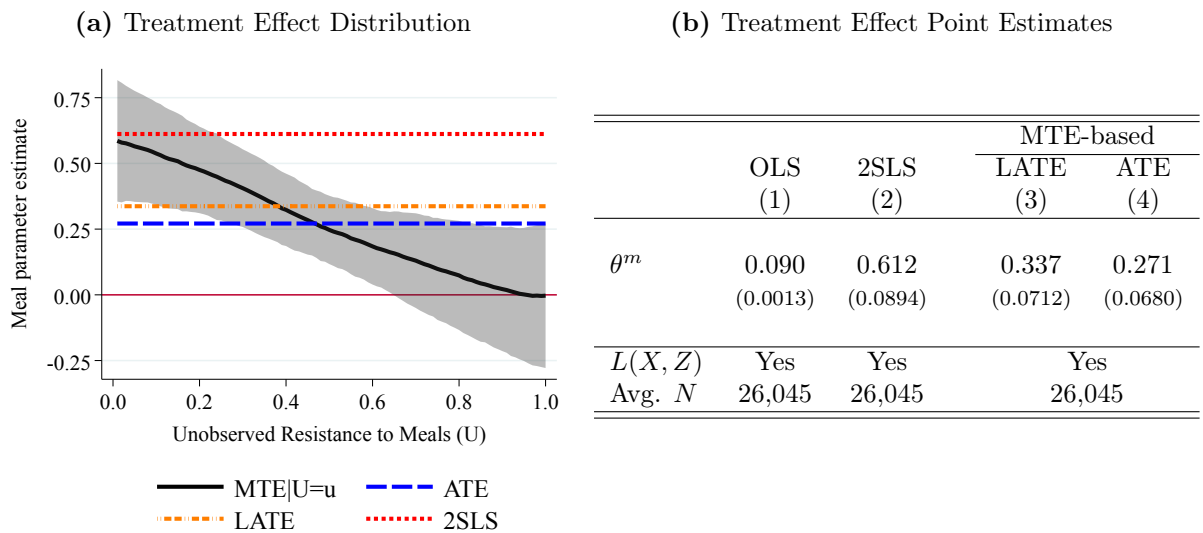 (a) Treatment Effect Distribution
Meal parameter estimate
0.75
0.50
0.25
0.00
-0.25
0.0 0.2 0.4 0.6 0.8 1.0
Unobserved Resistance to Meals (U)
MTE|U=u ATE
LATE 2SLS
(b) Treatment Effect Point Estimates
MTE-based
OLS 2SLS LATE ATE
(1) (2) (3) (4)
θ^m 0.090 0.612 0.337 0.271
(0.0013) (0.0894) (0.0712) (0.0680)
L(X, Z) Yes Yes Yes
Avg. N 26,045 26,045 26,045